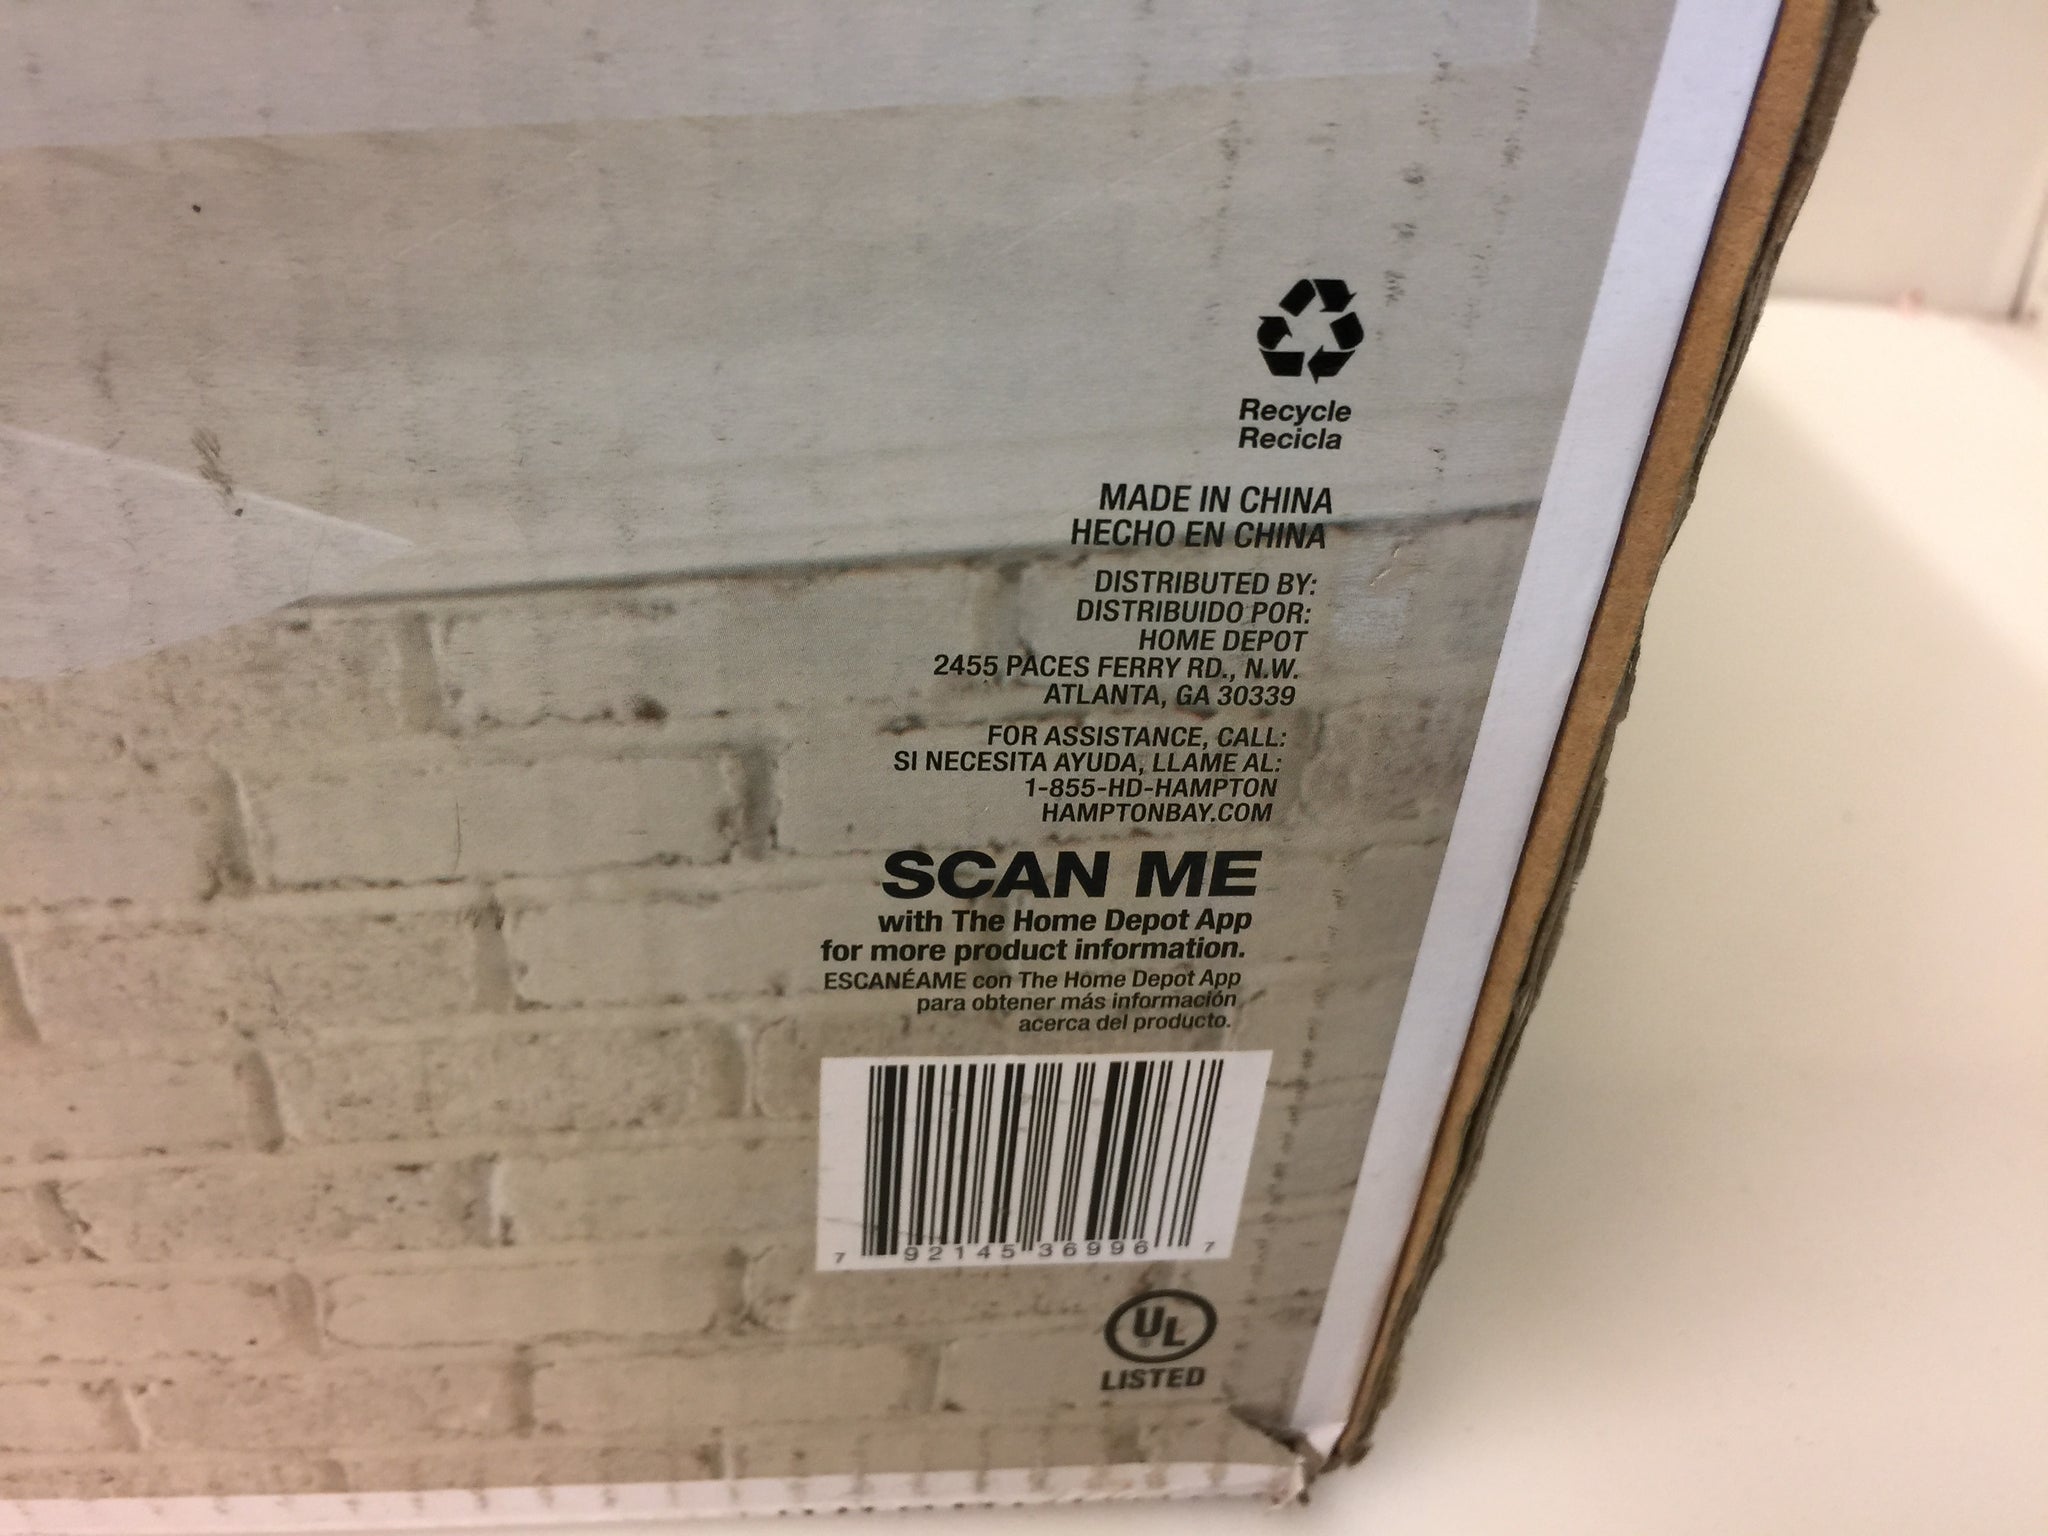 Recycle
Recicla
MADE IN CHINA
HECHO EN CHINA
DISTRIBUTED BY:
DISTRIBUIDO POR:
HOME DEPOT
2455 PACES FERRY RD., N.W.
ATLANTA, GA 30339
FOR ASSISTANCE, CALL:
SI NECESITA AYUDA, LLAME AL:
1-855-HD-HAMPTON
HAMPTONBAY.COM
SCAN ME
with The Home Depot App
for more product information.
ESCANÉAME con The Home Depot App
para obtener más información
acerca del producto.
7 92145 36996 7
UL
LISTED